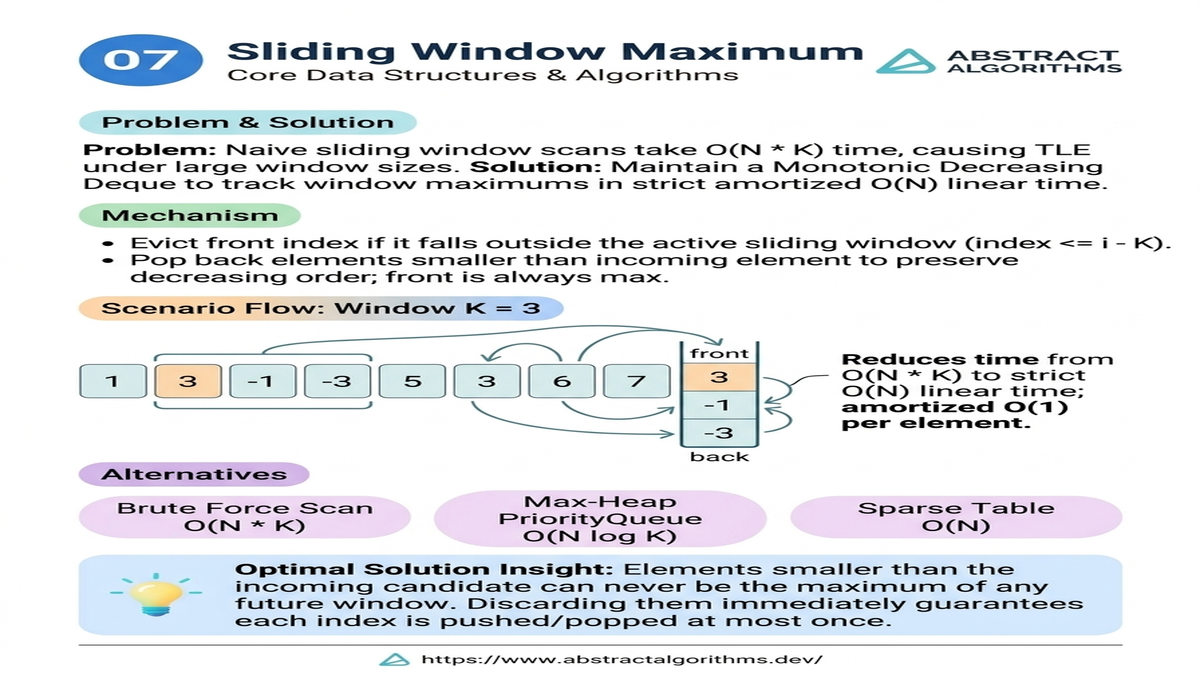 07
Sliding Window Maximum
Core Data Structures & Algorithms
ABSTRACT
ALGORITHMS
Problem & Solution
Problem: Naive sliding window scans take O(N * K) time, causing TLE
under large window sizes. Solution: Maintain a Monotonic Decreasing
Deque to track window maximums in strict amortized O(N) linear time.
Mechanism
• Evict front index if it falls outside the active sliding window (index <= i - K).
• Pop back elements smaller than incoming element to preserve
decreasing order; front is always max.
Scenario Flow: Window K = 3
1 3 -1 -3 5 3 6 7
front
3
-1
-3
back
Reduces time from
O(N * K) to strict
O(N) linear time;
amortized O(1)
per element.
Alternatives
Brute Force Scan
O(N * K)
Max-Heap
PriorityQueue
O(N log K)
Sparse Table
O(N)
Optimal Solution Insight: Elements smaller than the
incoming candidate can never be the maximum of any
future window. Discarding them immediately guarantees
each index is pushed/popped at most once.
https://www.abstractalgorithms.dev/